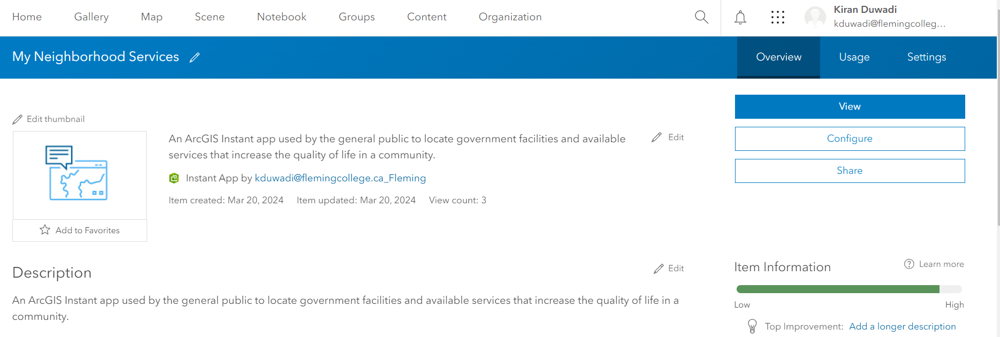 Home Gallery Map Scene Notebook Groups Content Organization
Kiran Duwadi
kduwadi@flemingcolleg...
My Neighborhood Services
Overview Usage Settings
Edit thumbnail
Add to Favorites
An ArcGIS Instant app used by the general public to locate government facilities and available
services that increase the quality of life in a community.
Edit
Instant App by kduwadi@flemingcollege.ca_Fleming
Item created: Mar 20, 2024 Item updated: Mar 20, 2024 View count: 3
View
Configure
Share
Description
Edit
An ArcGIS Instant app used by the general public to locate government facilities and available services that increase the quality of life in a
community.
Item Information
Learn more
Low High
Top Improvement: Add a longer description